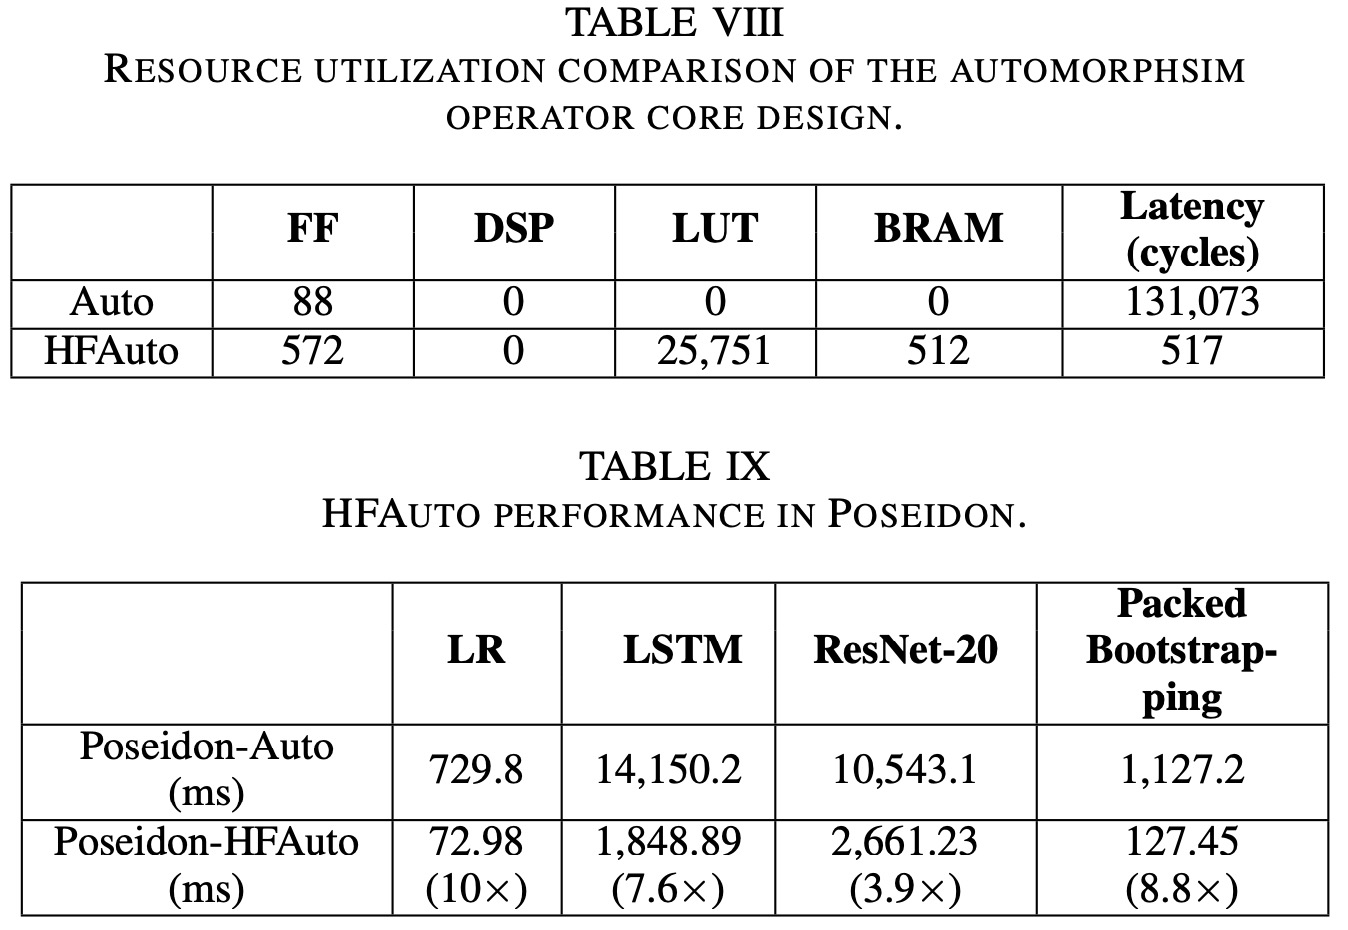 TABLE VIII
RESOURCE UTILIZATION COMPARISON OF THE AUTOMORPHSIM
OPERATOR CORE DESIGN.
FF DSP LUT BRAM Latency
(cycles)
Auto 88 0 0 0 131,073
HFAuto 572 0 25,751 512 517
TABLE IX
HFAUTO PERFORMANCE IN POSEIDON.
LR LSTM ResNet-20 Packed
Bootstrap-
ping
Poseidon-Auto
(ms) 729.8 14,150.2 10,543.1 1,127.2
Poseidon-HFAuto 72.98 1,848.89 2,661.23 127.45
(ms) (10×) (7.6×) (3.9×) (8.8×)